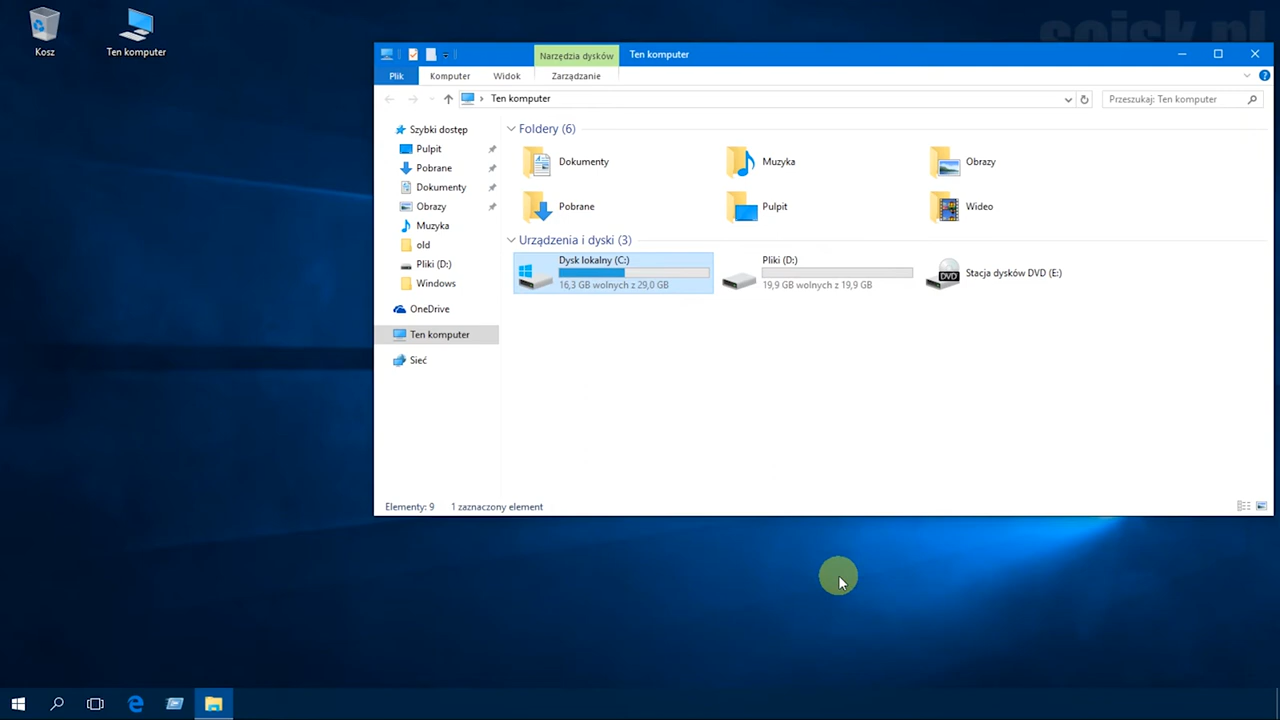 soisk.pl
Kosz
Ten komputer
Narzędzia dysków
Ten komputer
Plik
Komputer
Widok
Zarządzanie
Ten komputer
Przeszukaj: Ten komputer
Szybki dostęp
Pulpit
Pobrane
Dokumenty
Obrazy
Muzyka
old
Pliki (D:)
Windows
OneDrive
Ten komputer
Sieć
Foldery (6)
Dokumenty
Muzyka
Obrazy
Pobrane
Pulpit
Wideo
Urządzenia i dyski (3)
Dysk lokalny (C:)
16,3 GB wolnych z 29,0 GB
Pliki (D:)
19,9 GB wolnych z 19,9 GB
DVD
Stacja dysków DVD (E:)
Elementy: 9
1 zaznaczony element